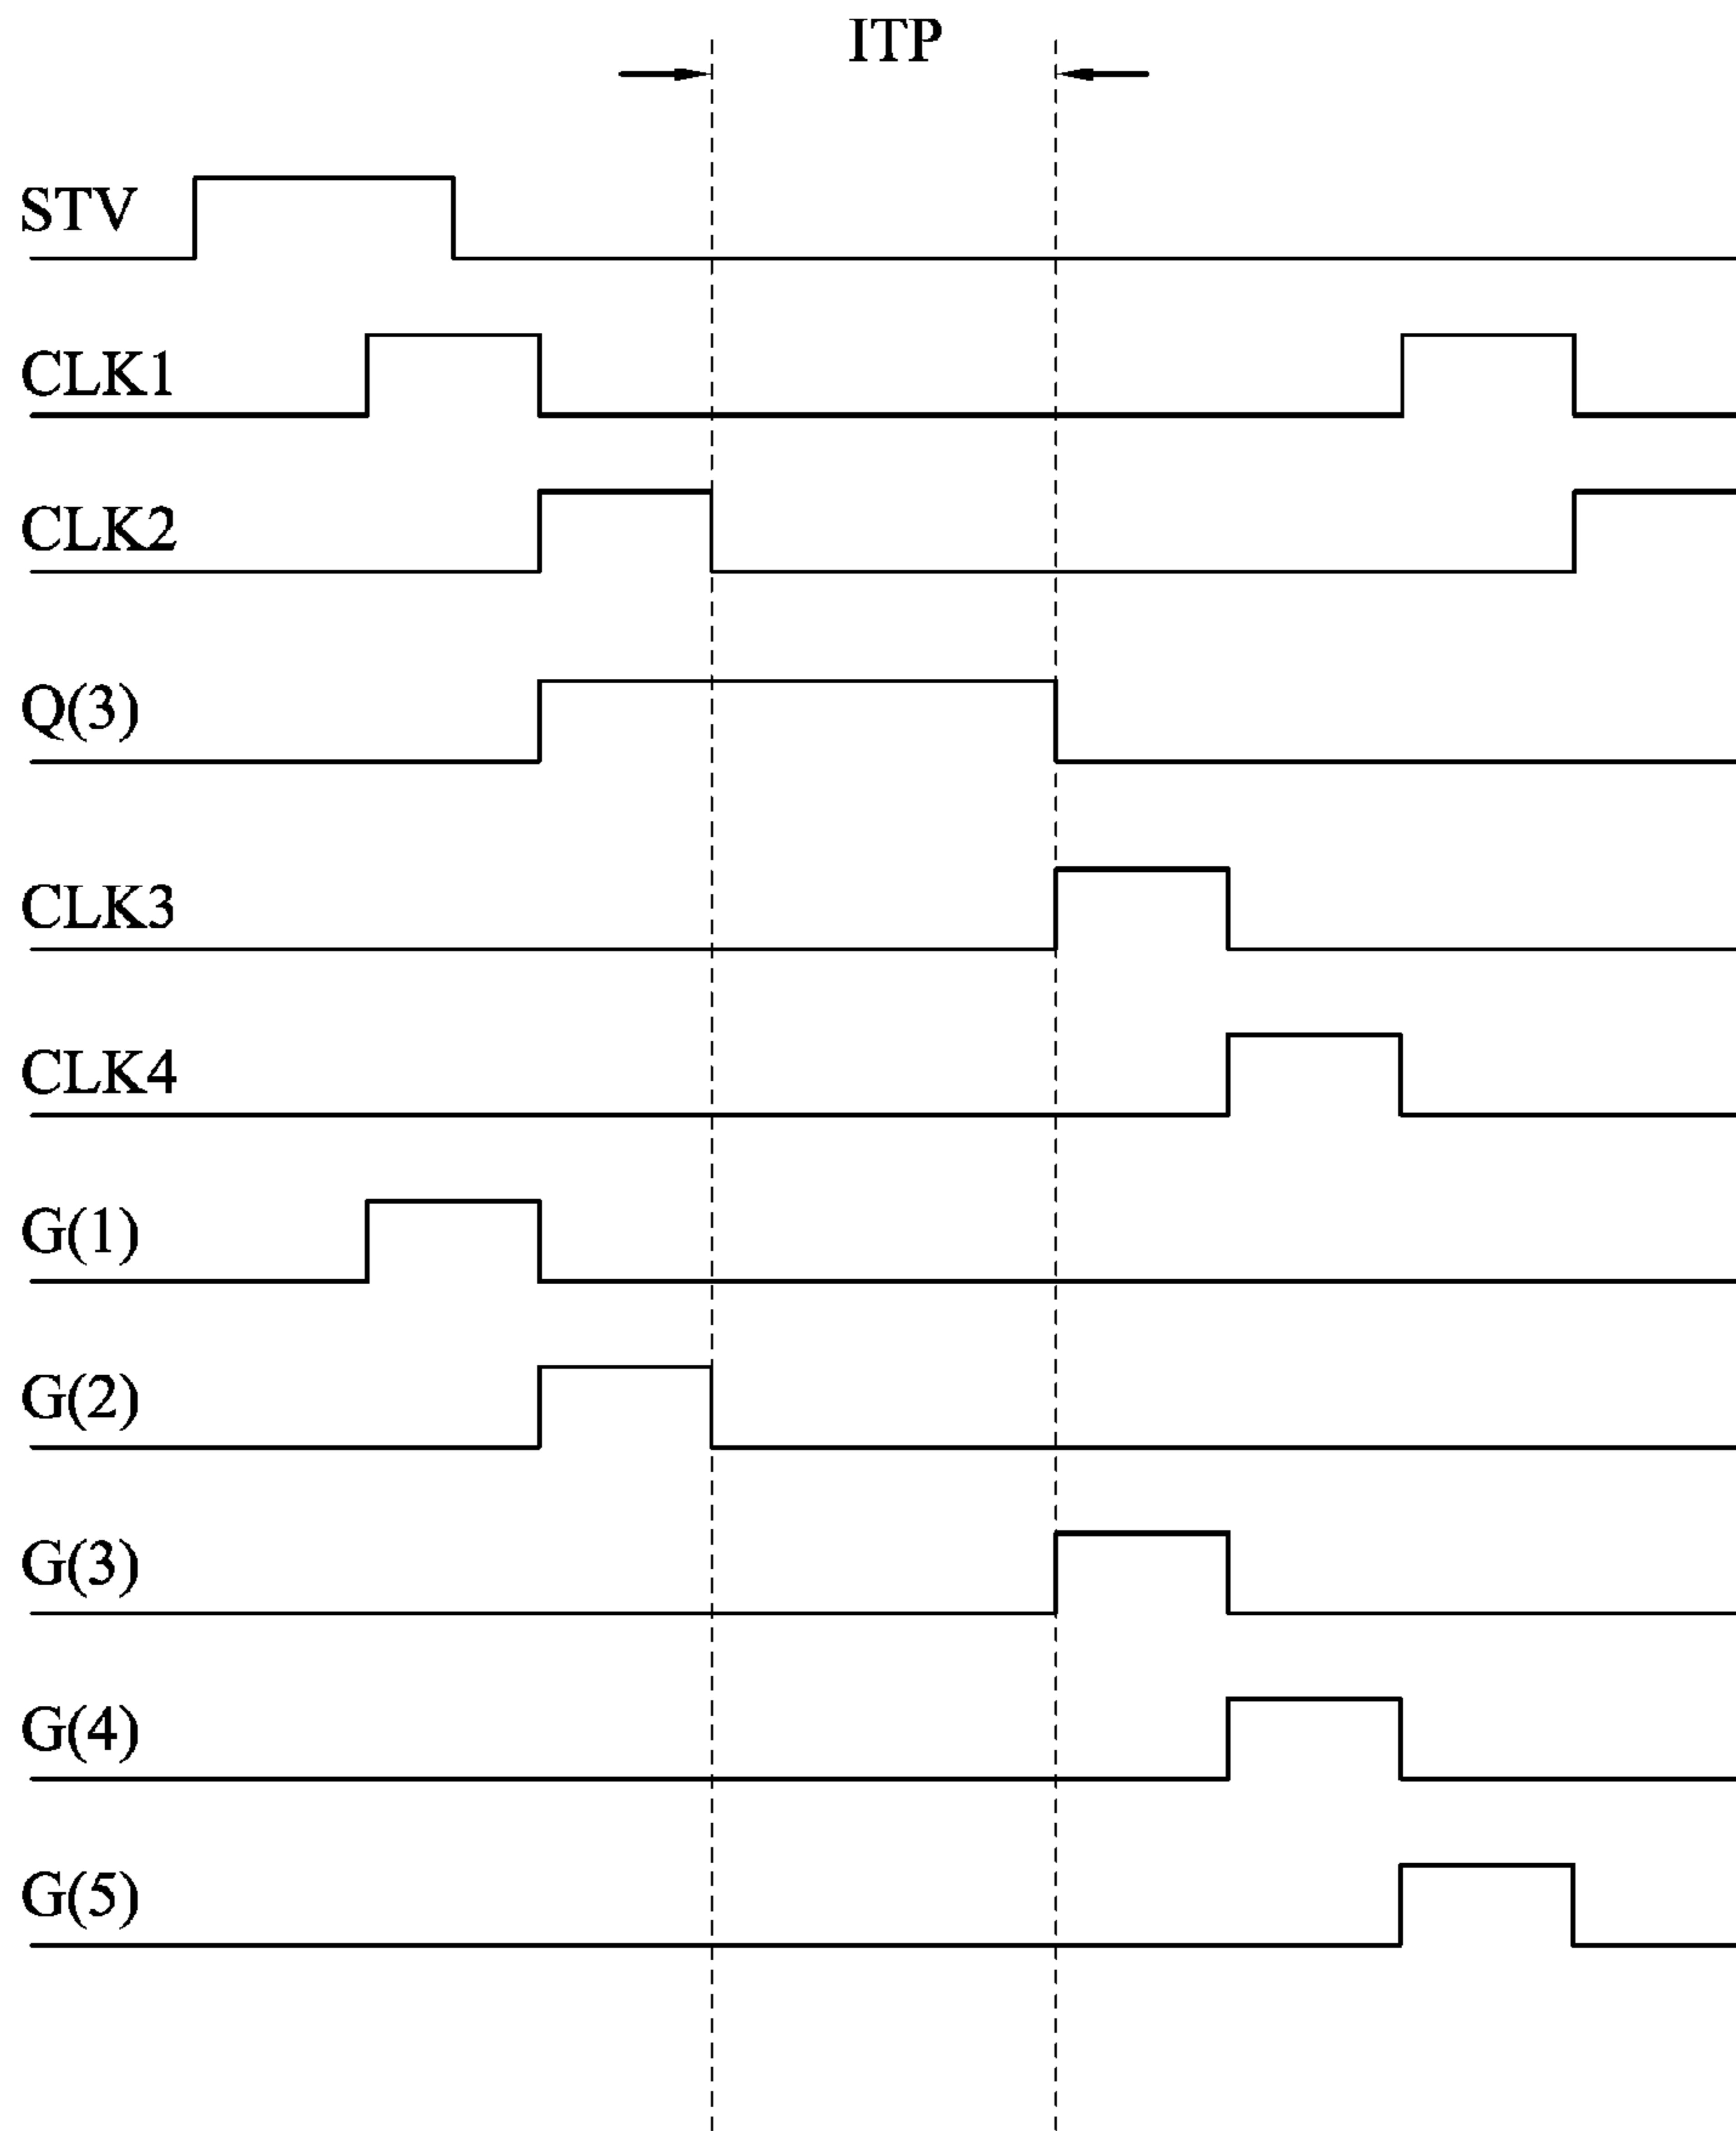 ITP
STV
CLK1
CLK2
Q(3)
CLK3
CLK4
G(1)
G(2)
G(3)
G(4)
G(5)